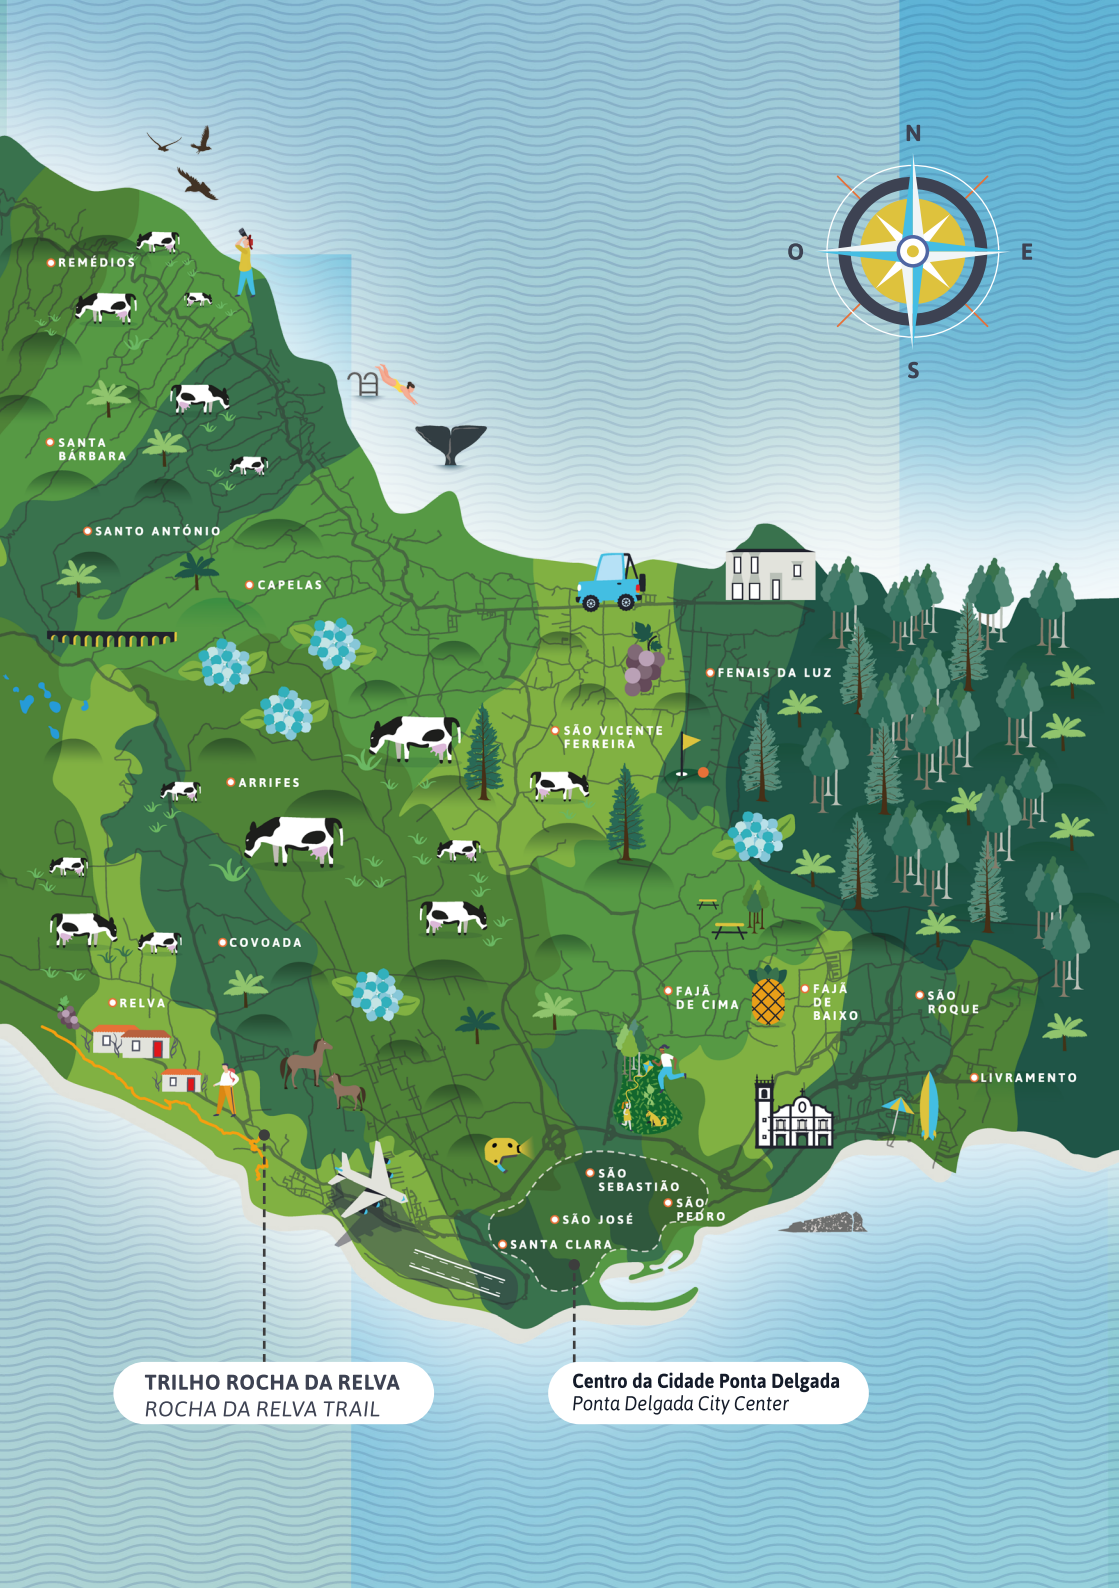 N
O
E
S
REMÉDIOS
SANTA
BÁRBARA
SANTO ANTÓNIO
CAPELAS
FENAIS DA LUZ
SÃO VICENTE
FERREIRA
ARRIFES
COVOADA
RELVA
FAJÃ
DE CIMA
FAJÃ
DE
BAIXO
SÃO
ROQUE
LIVRAMENTO
SÃO
SEBASTIÃO
SÃO
PEDRO
SÃO JOSÉ
SANTA CLARA
TRILHO ROCHA DA RELVA
ROCHA DA RELVA TRAIL
Centro da Cidade Ponta Delgada
Ponta Delgada City Center